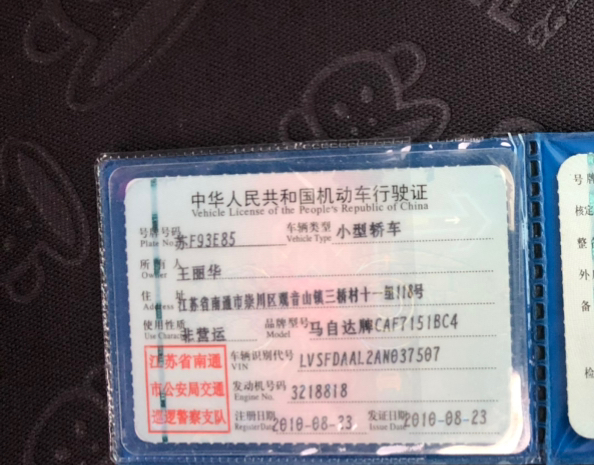 中华人民共和国机动车行驶证
Vehicle License of the People's Republic of China
号牌号码 苏F93E85 车辆类型 小型轿车
Plate No. Vehicle Type
所有人 王丽华
Owner
住址 江苏省南通市崇川区观音山镇三桥村十一组118号
Address
使用性质 非营运 品牌型号 马自达牌CAF7151BC4
Use Character Model
江苏省南通
市公安局交通
巡逻警察支队
车辆识别代号 LVSFDAAL2AN037507
VIN
发动机号码 3218818
Engine No.
注册日期 2010-08-23 发证日期 2010-08-23
Register Date Issue Date
号牌
核定
整
外
备
检